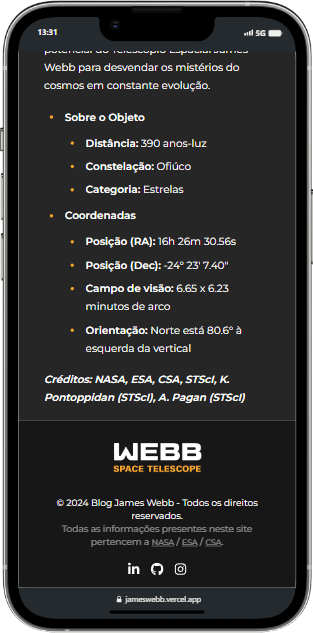 13:31
5G
potencial do Telescópio Espacial James
Webb para desvendar os mistérios do
cosmos em constante evolução.
Sobre o Objeto
Distância: 390 anos-luz
Constelação: Ofiúco
Categoria: Estrelas
Coordenadas
Posição (RA): 16h 26m 30.56s
Posição (Dec): -24° 23' 7.40"
Campo de visão: 6.65 x 6.23
minutos de arco
Orientação: Norte está 80.6° à
esquerda da vertical
Créditos: NASA, ESA, CSA, STScI, K.
Pontoppidan (STScI), A. Pagan (STScI)
WEBB
SPACE TELESCOPE
© 2024 Blog James Webb - Todos os direitos
reservados.
Todas as informações presentes neste site
pertencem a NASA / ESA / CSA.
in
jameswebb.vercel.app